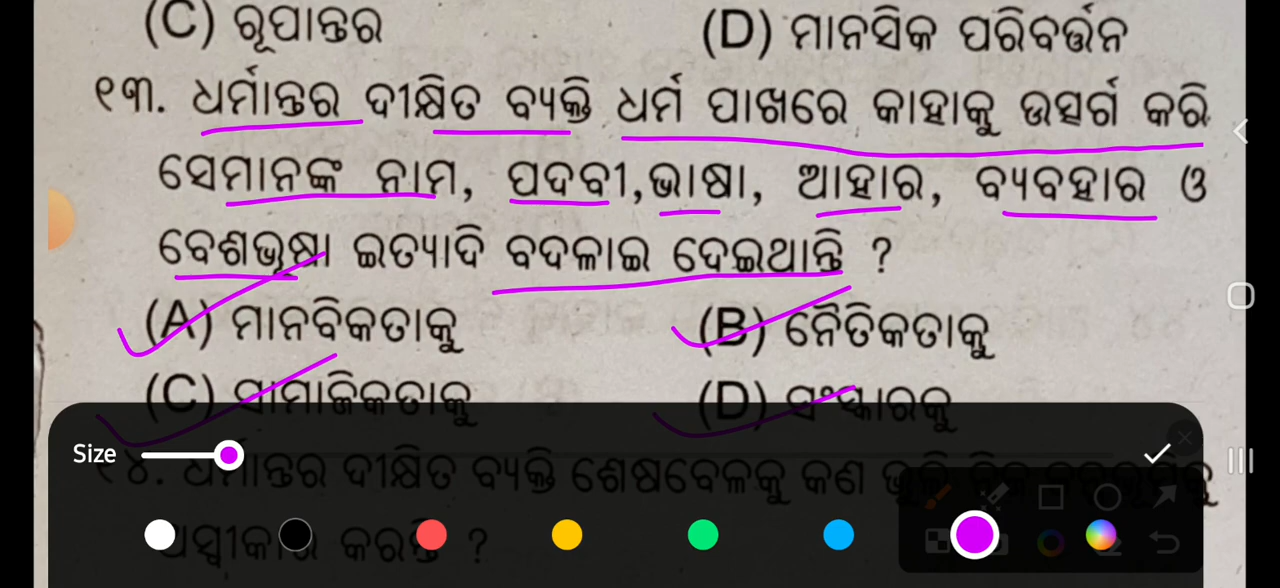 (C) ରୂପାନ୍ତର (D) ମାନସିକ ପରିବର୍ତ୍ତନ
୧୩. ଧର୍ମାନ୍ତର ଦୀକ୍ଷିତ ବ୍ୟକ୍ତି ଧର୍ମ ପାଖରେ କାହାକୁ ଉତ୍ସର୍ଗ କରି
ସେମାନଙ୍କ ନାମ, ପଦବୀ,ଭାଷା, ଆହାର, ବ୍ୟବହାର ଓ
ବେଶଭୂଷା ଇତ୍ୟାଦି ବଦଳାଇ ଦେଇଥାନ୍ତି ?
(A) ମାନବିକତାକୁ (B) ନୈତିକତାକୁ
(C) ସାମାଜିକତାକୁ (D) ସଂସ୍କାରକୁ
Size
୧୪. ଧର୍ମାନ୍ତର ଦୀକ୍ଷିତ ବ୍ୟକ୍ତି ଶେଷବେଳକୁ କଣ
ଅସ୍ବୀକାର କରନ୍ତି ?